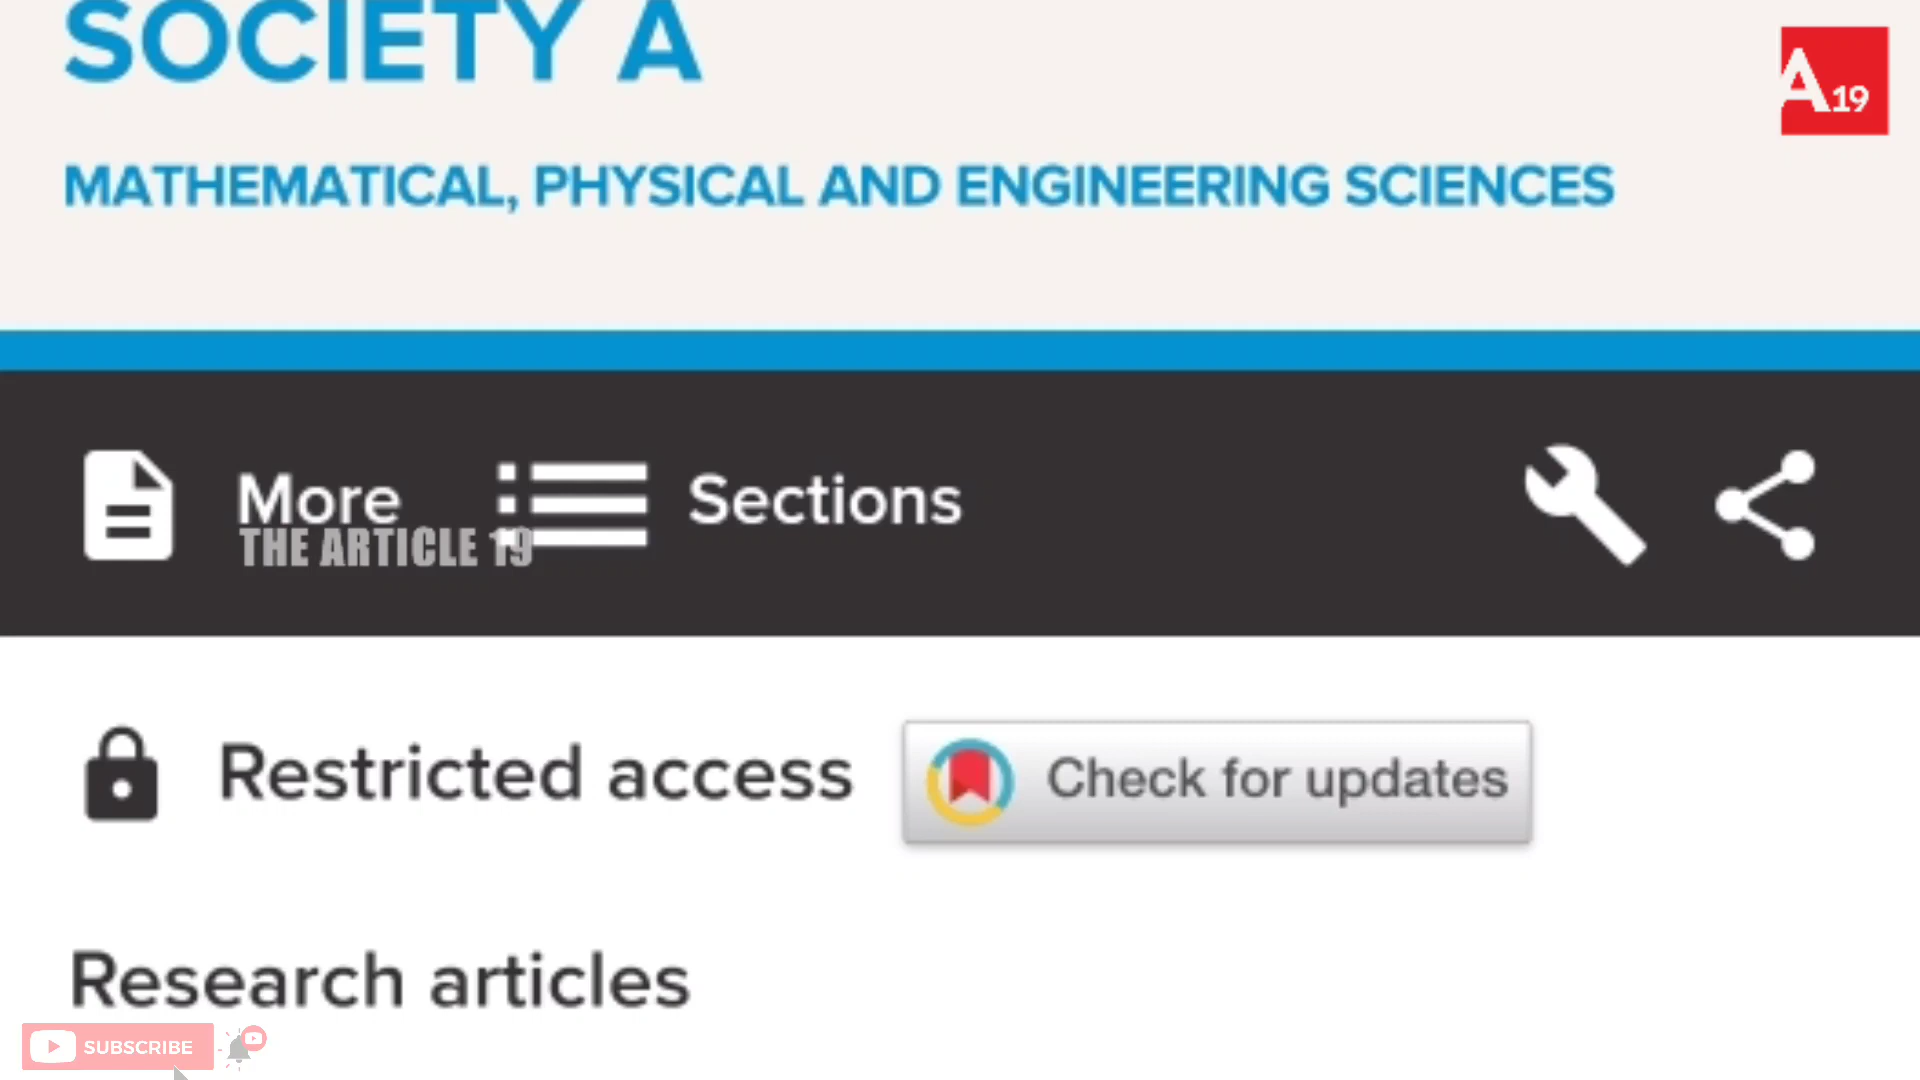 SOCIETY A
A19
MATHEMATICAL, PHYSICAL AND ENGINEERING SCIENCES
More
Sections
THE ARTICLE 19
Restricted access
Check for updates
Research articles
SUBSCRIBE